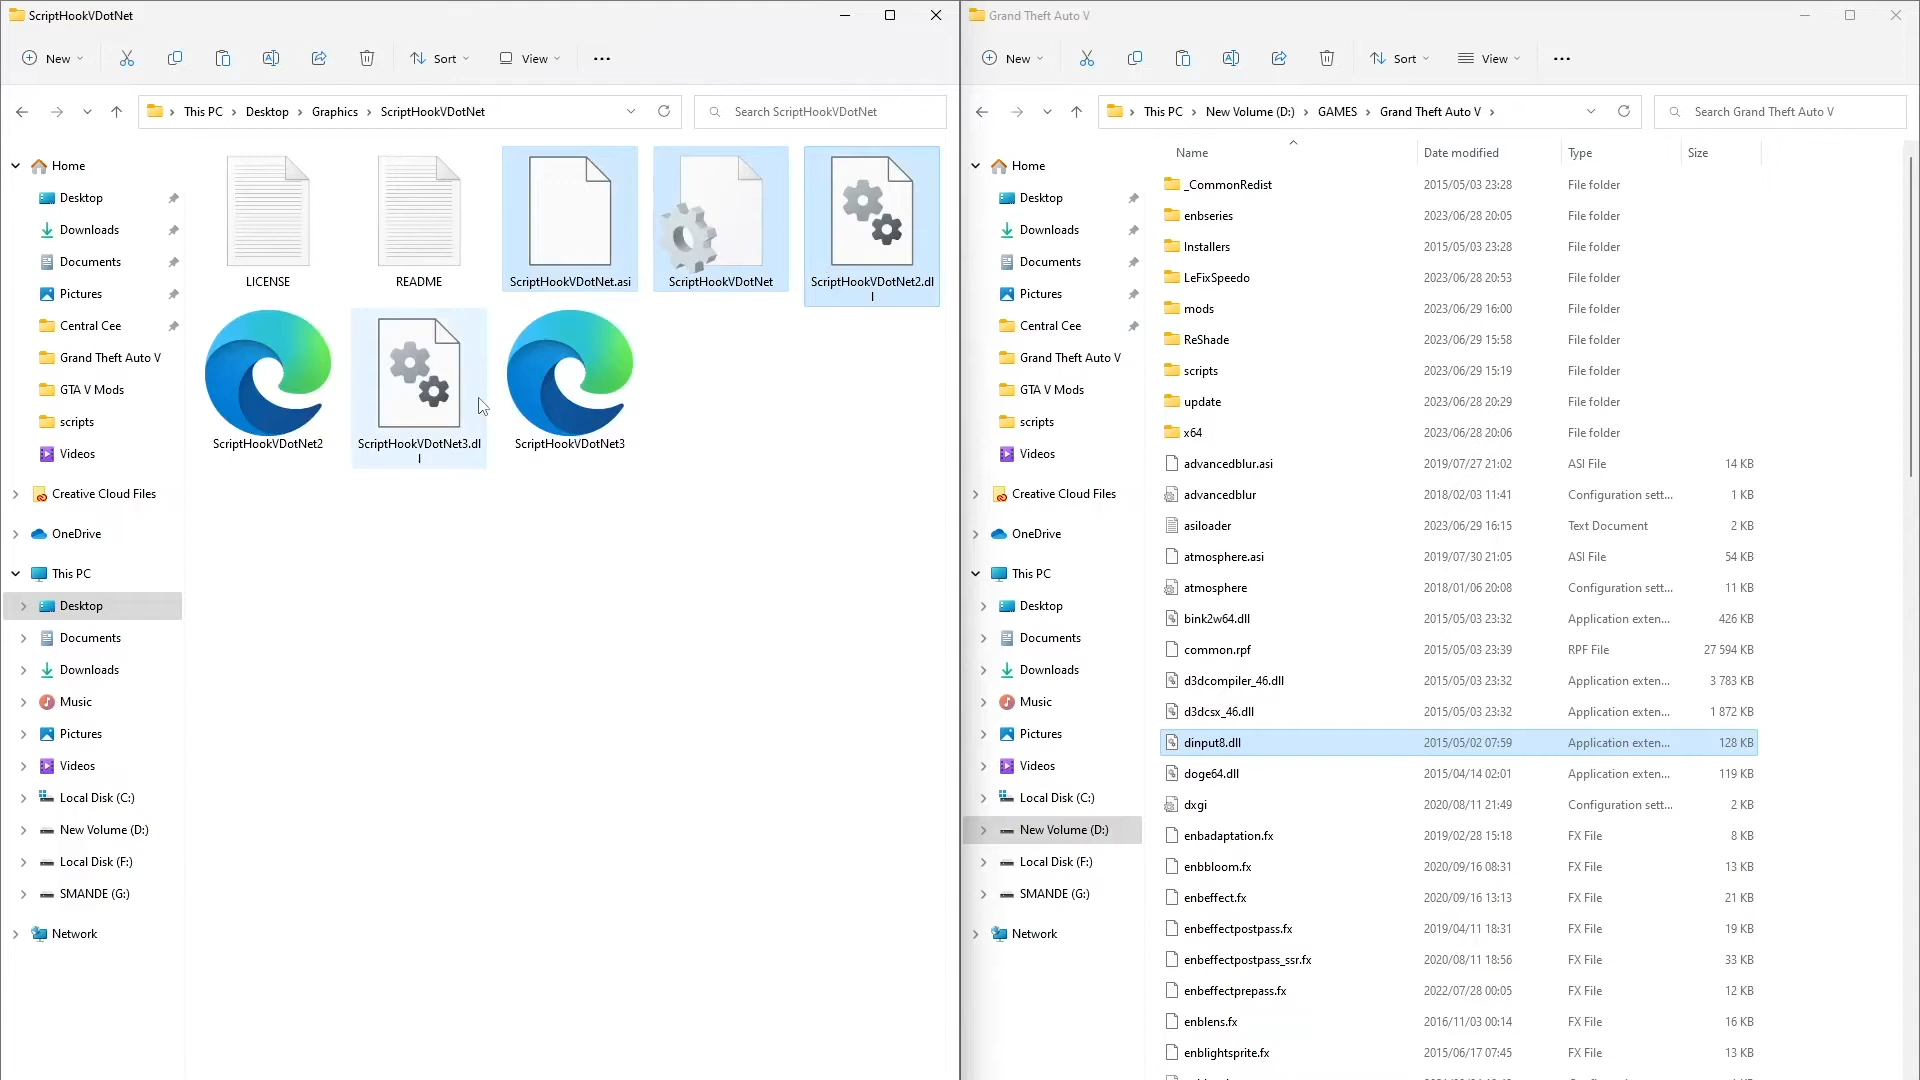 ScriptHookVDotNet
New
Sort
View
This PC > Desktop > Graphics > ScriptHookVDotNet
Search ScriptHookVDotNet
Home
Desktop
Downloads
Documents
Pictures
Central Cee
Grand Theft Auto V
GTA V Mods
scripts
Videos
Creative Cloud Files
OneDrive
This PC
Desktop
Documents
Downloads
Music
Pictures
Videos
Local Disk (C:)
New Volume (D:)
Local Disk (F:)
SMANDE (G:)
Network
LICENSE
README
ScriptHookVDotNet.asi
ScriptHookVDotNet
ScriptHookVDotNet2.dl
l
ScriptHookVDotNet2
ScriptHookVDotNet3.dl
l
ScriptHookVDotNet3
Grand Theft Auto V
New
Sort
View
This PC > New Volume (D:) > GAMES > Grand Theft Auto V >
Search Grand Theft Auto V
Home
Desktop
Downloads
Documents
Pictures
Central Cee
Grand Theft Auto V
GTA V Mods
scripts
Videos
Creative Cloud Files
OneDrive
This PC
Desktop
Documents
Downloads
Music
Pictures
Videos
Local Disk (C:)
New Volume (D:)
Local Disk (F:)
SMANDE (G:)
Network
Name Date modified Type Size
_CommonRedist 2015/05/03 23:28 File folder
enbseries 2023/06/28 20:05 File folder
Installers 2015/05/03 23:28 File folder
LeFixSpeedo 2023/06/28 20:53 File folder
mods 2023/06/29 16:00 File folder
ReShade 2023/06/29 15:58 File folder
scripts 2023/06/29 15:19 File folder
update 2023/06/28 20:29 File folder
x64 2023/06/28 20:06 File folder
advancedblur.asi 2019/07/27 21:02 ASI File 14 KB
advancedblur 2018/02/03 11:41 Configuration sett... 1 KB
asiloader 2023/06/29 16:15 Text Document 2 KB
atmosphere.asi 2019/07/30 21:05 ASI File 54 KB
atmosphere 2018/01/06 20:08 Configuration sett... 11 KB
bink2w64.dll 2015/05/03 23:32 Application exten... 426 KB
common.rpf 2015/05/03 23:39 RPF File 27 594 KB
d3dcompiler_46.dll 2015/05/03 23:32 Application exten... 3 783 KB
d3dcsx_46.dll 2015/05/03 23:32 Application exten... 1 872 KB
dinput8.dll 2015/05/02 07:59 Application exten... 128 KB
doge64.dll 2015/04/14 02:01 Application exten... 119 KB
dxgi 2020/08/11 21:49 Configuration sett... 2 KB
enbadaptation.fx 2019/02/28 15:18 FX File 8 KB
enbbloom.fx 2020/09/16 08:31 FX File 13 KB
enbeffect.fx 2020/09/16 13:13 FX File 21 KB
enbeffectpostpass.fx 2019/04/11 18:31 FX File 19 KB
enbeffectpostpass_ssr.fx 2020/08/11 18:56 FX File 33 KB
enbeffectprepass.fx 2022/07/28 00:05 FX File 12 KB
enblens.fx 2016/11/03 00:14 FX File 16 KB
enblightsprite.fx 2015/06/17 07:45 FX File 13 KB